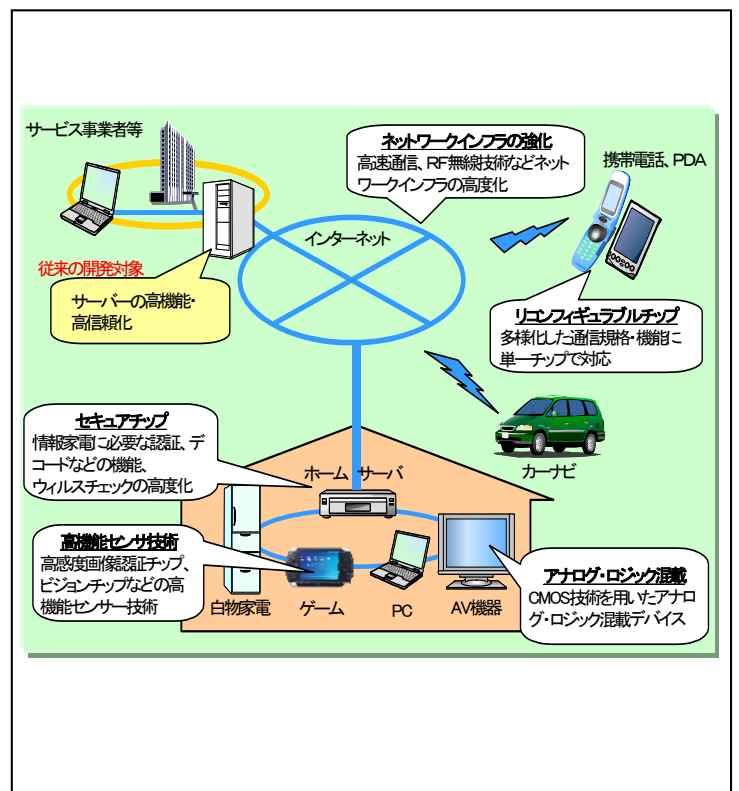 サービス事業者等
ネットワークインフラの強化
高速通信、RF無線技術などネット
ワークインフラの高度化
携帯電話、PDA
インターネット
従来の開発対象
サーバーの高機能・
高信頼化
リコンフィギュラブルチップ
多様化した通信規格・機能に
単一チップで対応
セキュアチップ
情報家電に必要な認証、デ
コードなどの機能、
ウィルスチェックの高度化
ホーム サーバ
カーナビ
高機能センサ技術
高感度画像認証チップ、
ビジョンチップなどの高
機能センサー技術
アナログ・ロジック混載
CMOS技術を用いたアナロ
グ・ロジック混載デバイス
白物家電
ゲーム
PC
AV機器